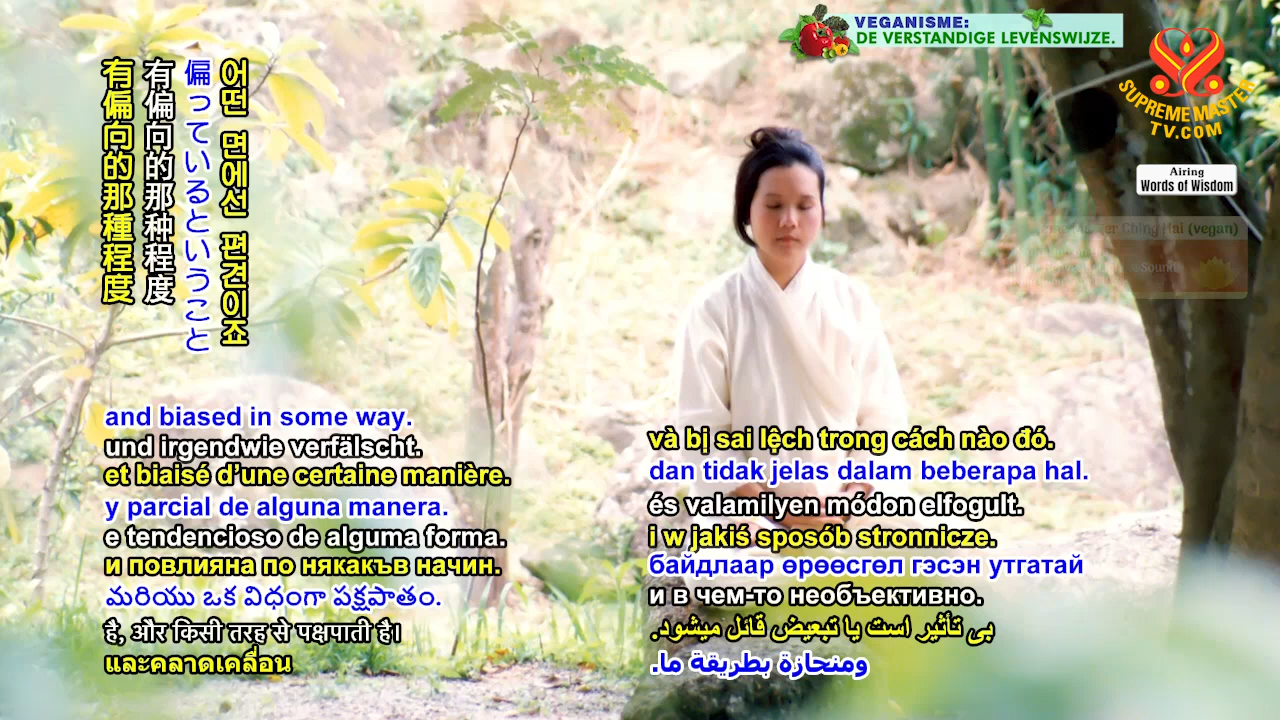 VEGANISME:
DE VERSTANDIGE LEVENSWIJZE.
SUPREME MASTER
TV.COM
Airing
Words of Wisdom
Ching Hai (vegan)
어떤 면에선 편견이죠
偏っているということ
有偏向的那种程度
有偏向的那種程度
and biased in some way.
und irgendwie verfälscht.
et biaisé d'une certaine manière.
y parcial de alguna manera.
e tendencioso de alguma forma.
и повлияна по някакъв начин.
మరియు ఒక విధంగా పక్షపాతం.
है, और किसी तरह से पक्षपाती है।
และคลาดเคลื่อน
và bị sai lệch trong cách nào đó.
dan tidak jelas dalam beberapa hal.
és valamilyen módon elfogult.
i w jakiś sposób stronnicze.
байдлаар өрөөсгөл гэсэн утгатай
и в чем-то необъективно.
بی تأثیر است یا تبعیض قائل میشود.
ومنحازة بطريقة ما.